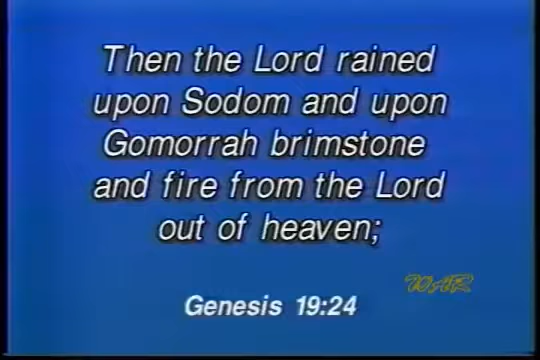 Then the Lord rained
upon Sodom and upon
Gomorrah brimstone
and fire from the Lord
out of heaven;
Genesis 19:24